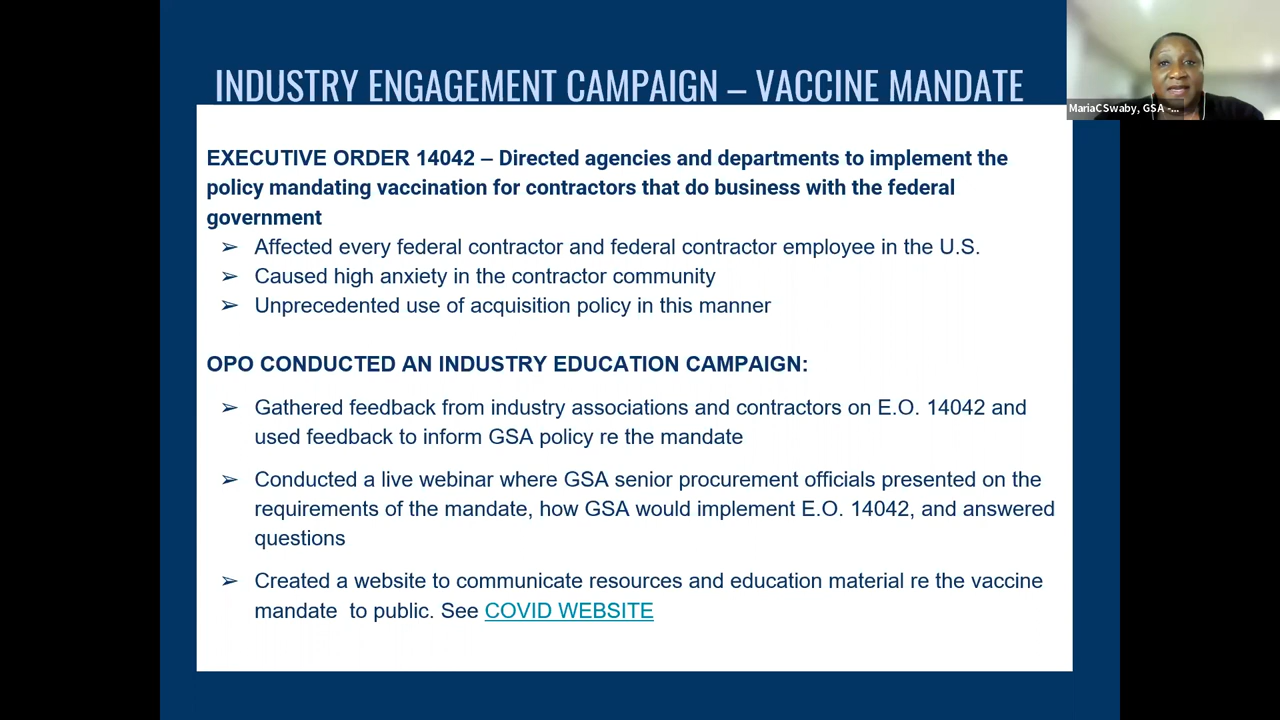 INDUSTRY ENGAGEMENT CAMPAIGN – VACCINE MANDATE
MariaCSwaby, GSA -...
EXECUTIVE ORDER 14042 – Directed agencies and departments to implement the
policy mandating vaccination for contractors that do business with the federal
government
➢ Affected every federal contractor and federal contractor employee in the U.S.
➢ Caused high anxiety in the contractor community
➢ Unprecedented use of acquisition policy in this manner
OPO CONDUCTED AN INDUSTRY EDUCATION CAMPAIGN:
➢ Gathered feedback from industry associations and contractors on E.O. 14042 and
used feedback to inform GSA policy re the mandate
➢ Conducted a live webinar where GSA senior procurement officials presented on the
requirements of the mandate, how GSA would implement E.O. 14042, and answered
questions
➢ Created a website to communicate resources and education material re the vaccine
mandate  to public. See COVID WEBSITE